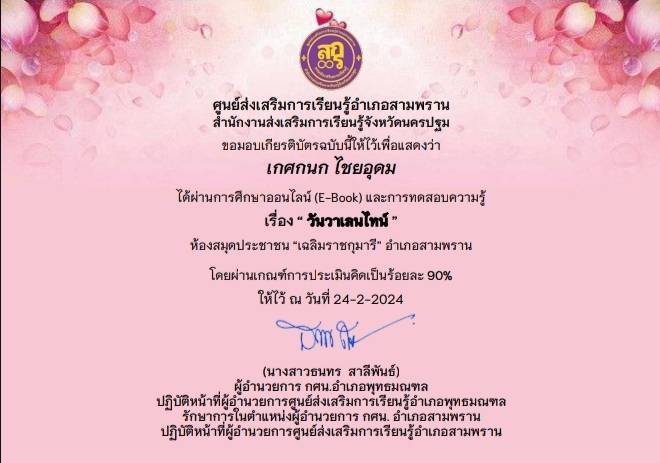 ศูนย์ส่งเสริมการเรียนรู้อำเภอสามพราน
สำนักงานส่งเสริมการเรียนรู้จังหวัดนครปฐม
ขอมอบเกียรติบัตรฉบับนี้ให้ไว้เพื่อแสดงว่า
เกศกนก ไชยอุดม
ได้ผ่านการศึกษาออนไลน์ (E-Book) และการทดสอบความรู้
เรื่อง “ วันวาเลนไทน์ ”
ห้องสมุดประชาชน “เฉลิมราชกุมารี” อำเภอสามพราน
โดยผ่านเกณฑ์การประเมินคิดเป็นร้อยละ 90%
ให้ไว้ ณ วันที่ 24-2-2024
(นางสาวธนทร สาลีพันธ์)
ผู้อำนวยการ กศน.อำเภอพุทธมณฑล
ปฏิบัติหน้าที่ผู้อำนวยการศูนย์ส่งเสริมการเรียนรู้อำเภอพุทธมณฑล
รักษาการในตำแหน่งผู้อำนวยการ กศน. อำเภอสามพราน
ปฏิบัติหน้าที่ผู้อำนวยการศูนย์ส่งเสริมการเรียนรู้อำเภอสามพราน